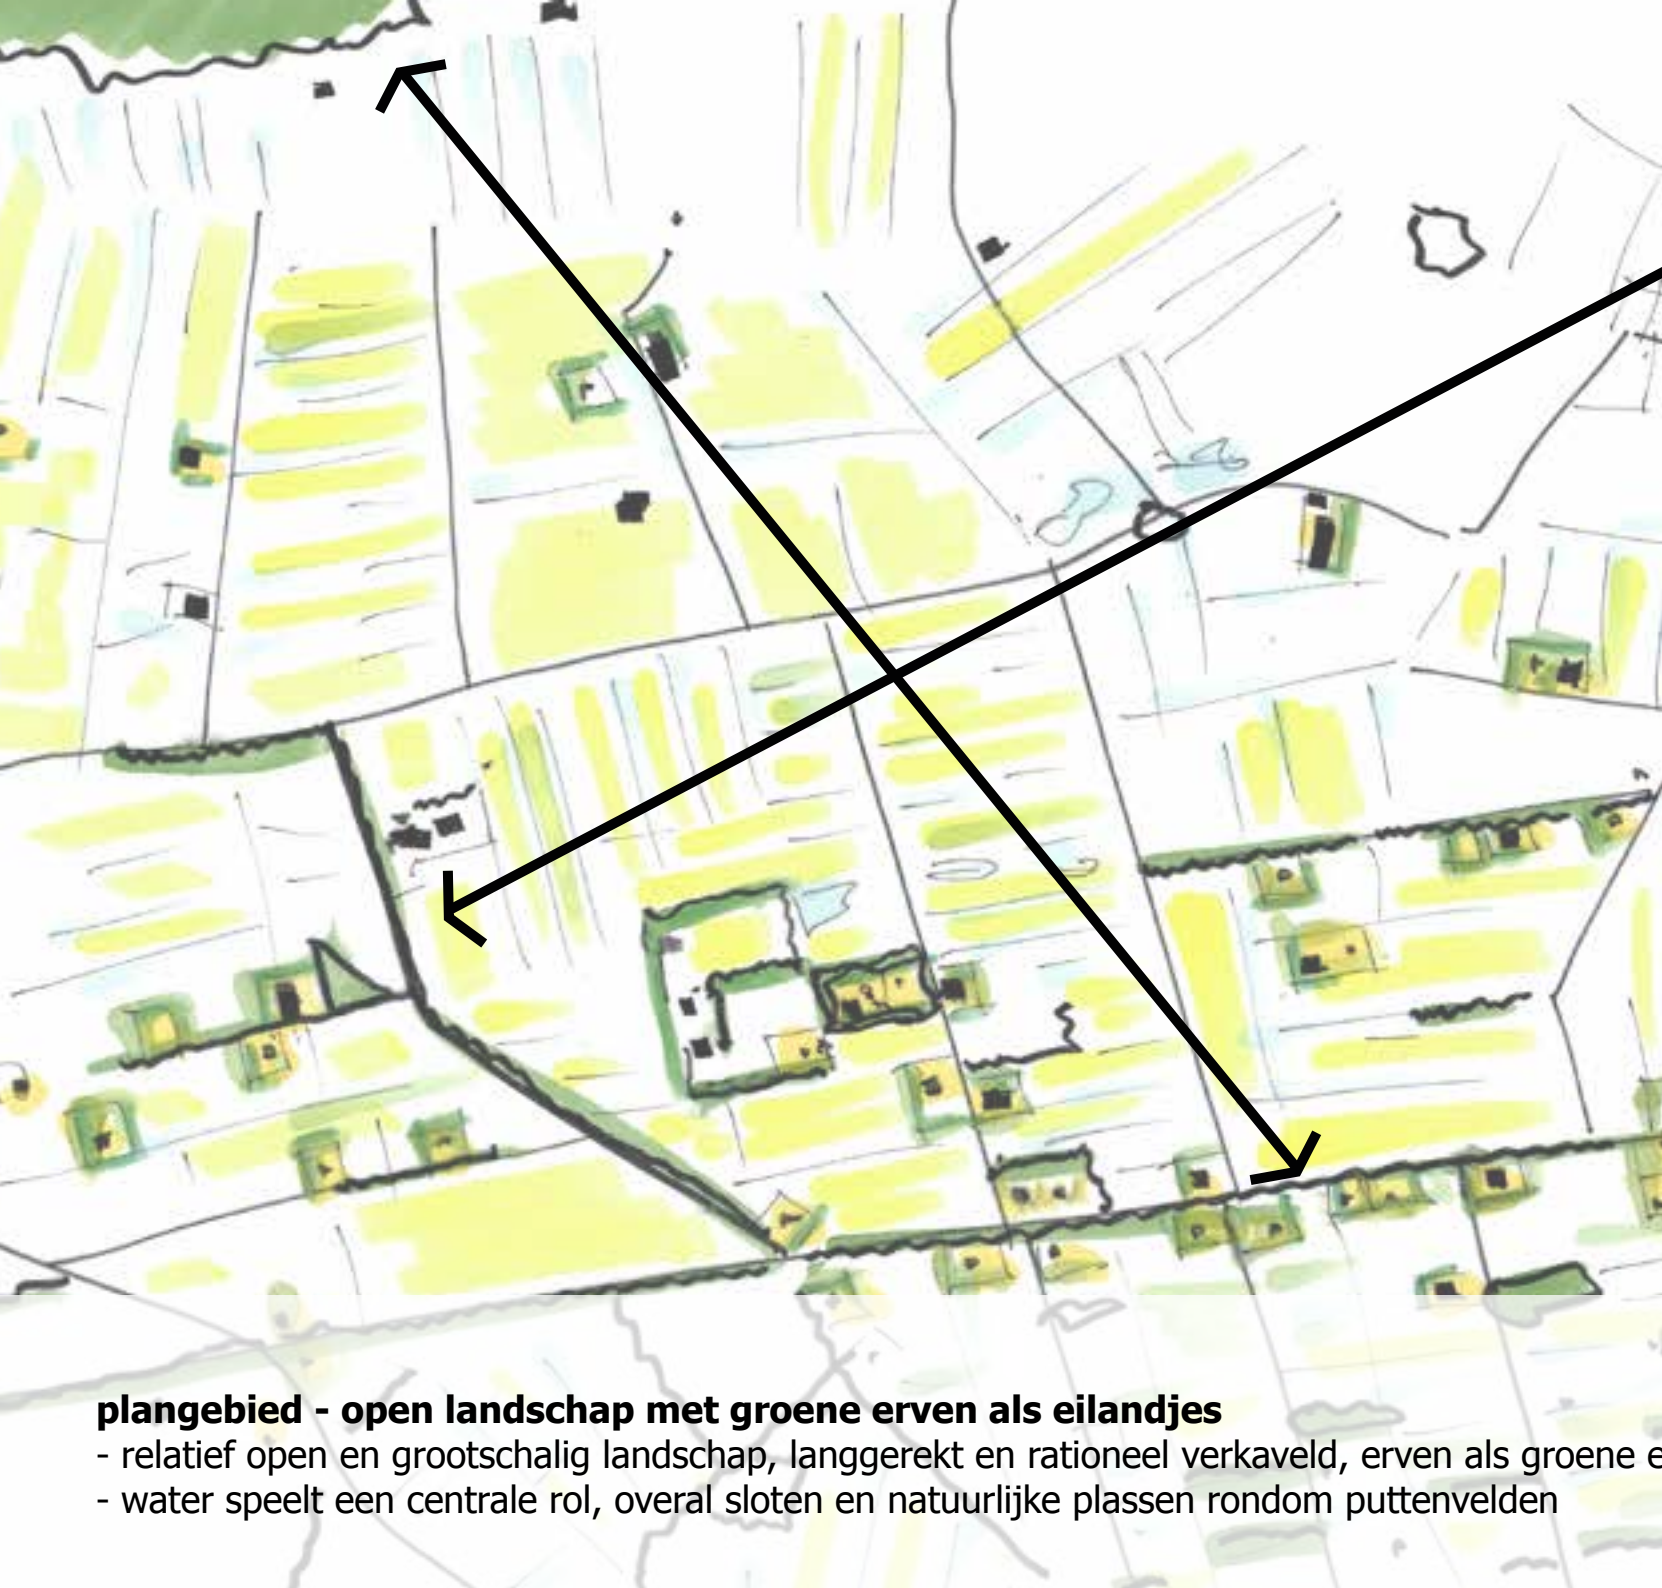 plangebied - open landschap met groene erven als eilandjes
- relatief open en grootschalig landschap, langgerekt en rationeel verkaveld, erven als groene
- water speelt een centrale rol, overal sloten en natuurlijke plassen rondom puttenvelden